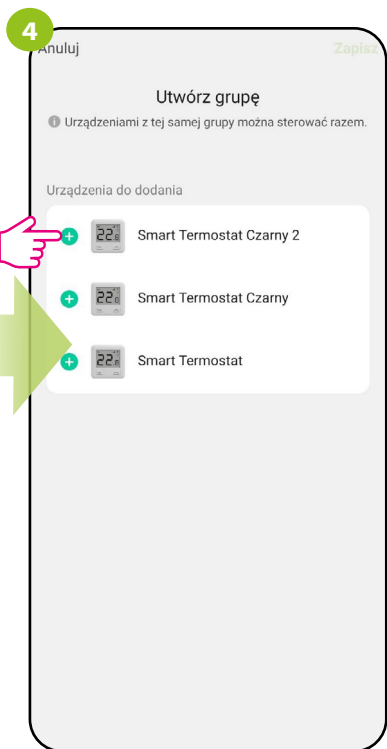 4
Anuluj
Zapisz
Utwórz grupę
Urządzeniami z tej samej grupy można sterować razem.
Urządzenia do dodania
Smart Termostat Czarny 2
Smart Termostat Czarny
Smart Termostat